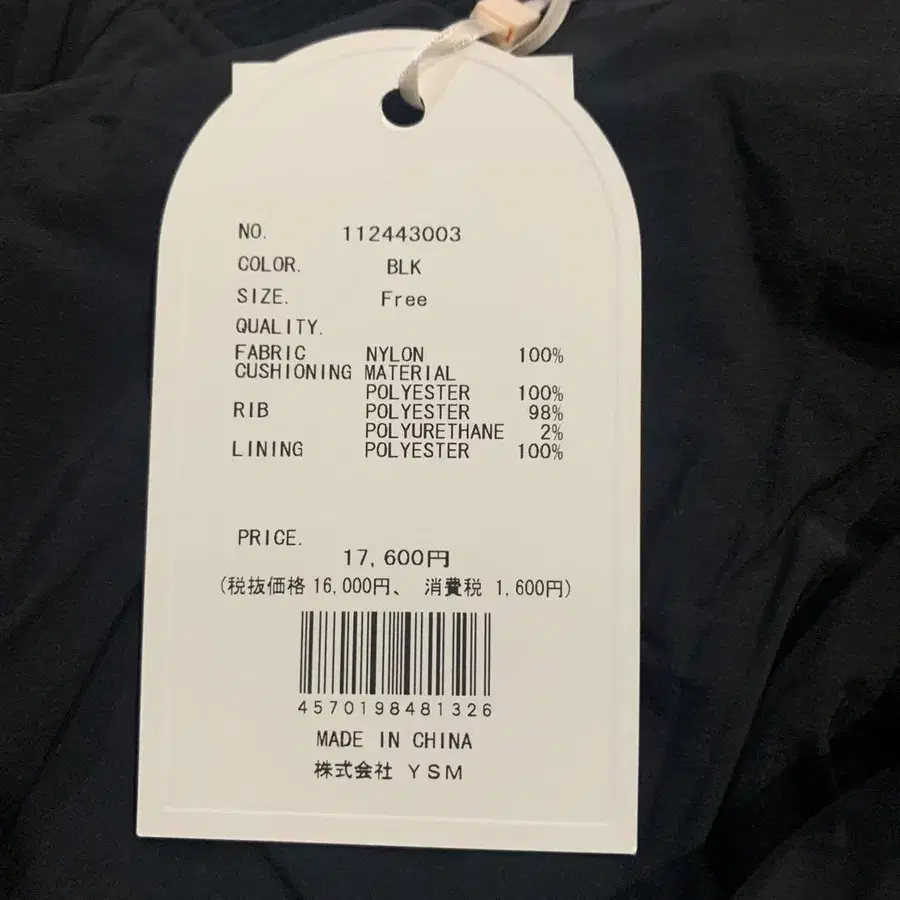 NO. 112443003
COLOR. BLK
SIZE. Free
QUALITY.
FABRIC NYLON 100%
CUSHIONING MATERIAL
POLYESTER 100%
RIB POLYESTER 98%
POLYURETHANE 2%
LINING POLYESTER 100%
PRICE.
17,600円
(税抜価格 16,000円、 消費税 1,600円)
4570198481326
MADE IN CHINA
株式会社 YSM